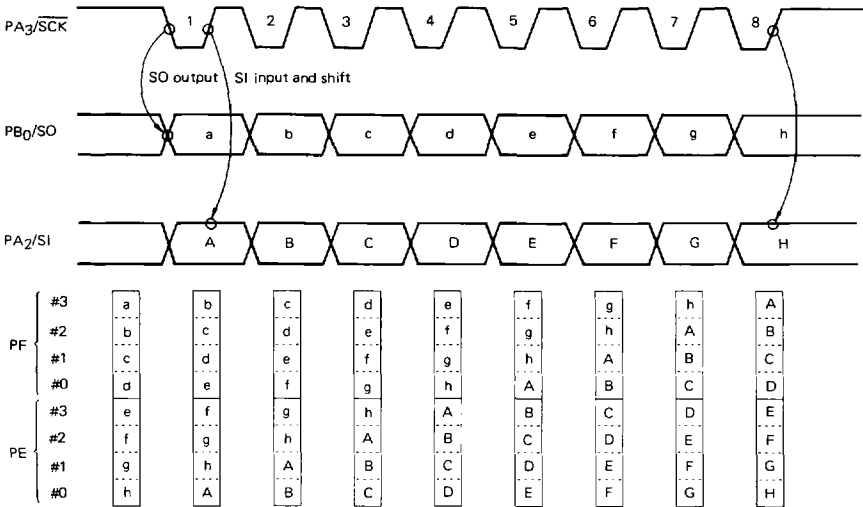 PA3/SCK 1 2 3 4 5 6 7 8
SO output SI input and shift
PB0/SO a b c d e f g h
PA2/SI A B C D E F G H
#3 a b c d e f g h A
#2 b c d e f g h A B
PF
#1 c d e f g h A B C
#0 d e f g h A B C D
#3 e f g h A B C D E
#2 f g h A B C D E F
PE
#1 g h A B C D E F G
#0 h A B C D E F G H